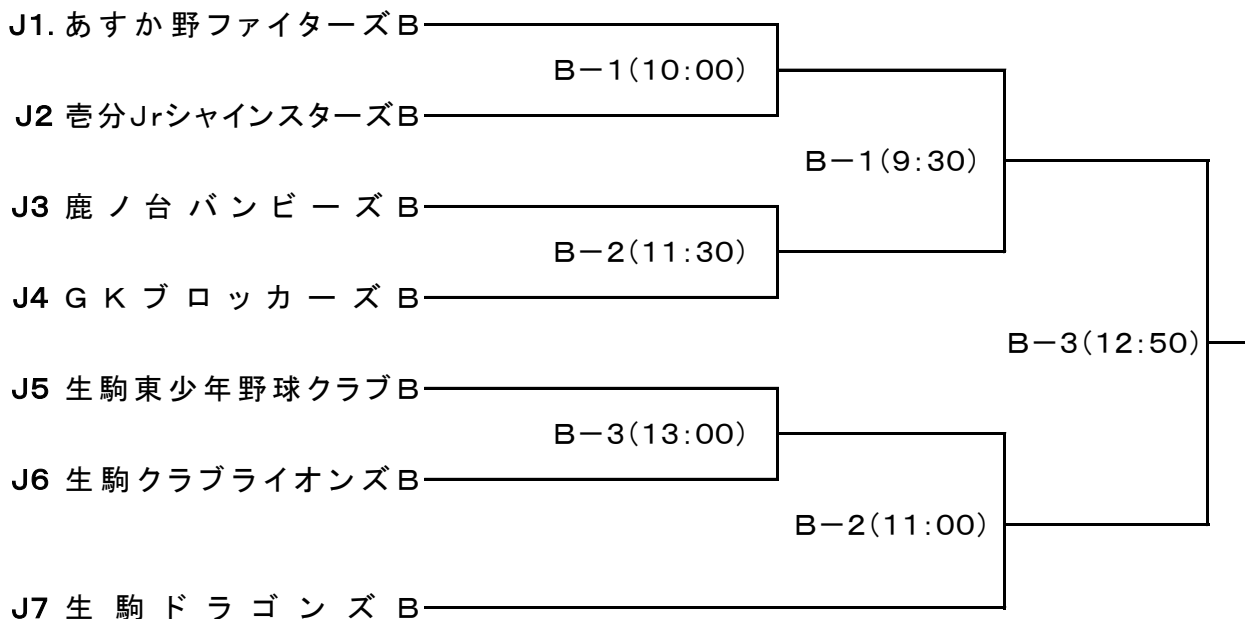 J1. あすか野ファイターズB
B-1(10:00)
J2 壱分JrシャインスターズB
B-1(9:30)
J3 鹿ノ台バンビーズB
B-2(11:30)
J4 GKブロッカーズB
B-3(12:50)
J5 生駒東少年野球クラブB
B-3(13:00)
J6 生駒クラブライオンズB
B-2(11:00)
J7 生駒ドラゴンズB